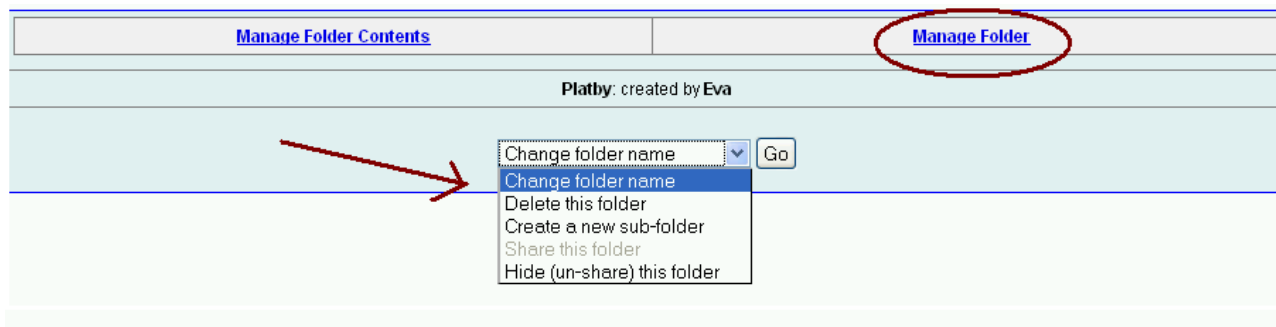 Manage Folder Contents Manage Folder
Platby: created by Eva
Change folder name Go
Change folder name
Delete this folder
Create a new sub-folder
Share this folder
Hide (un-share) this folder